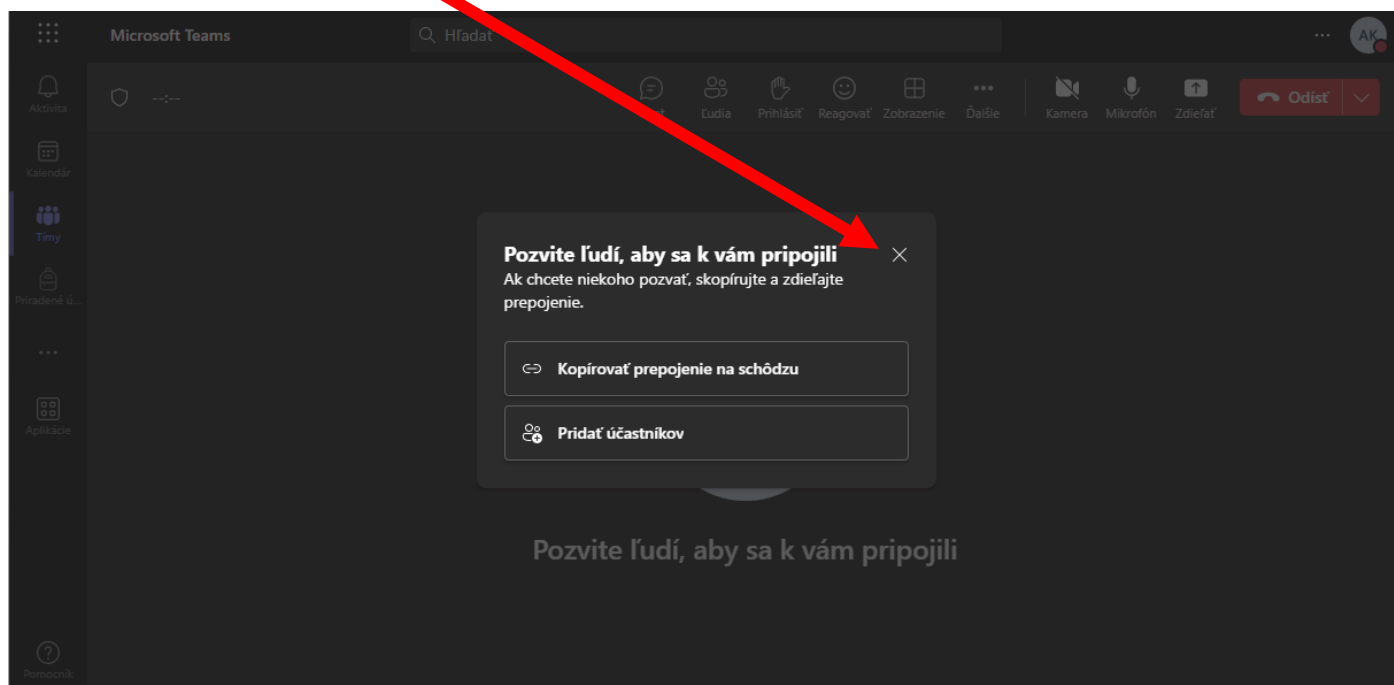 Microsoft Teams
Hľadať
AK
Aktivita
--:--
Ľudia
Prihlásiť
Reagovať
Zobrazenie
Ďalšie
Kamera
Mikrofón
Zdieľať
Odísť
Kalendár
Tímy
Priradené ú...
Aplikácie
Pomocník
Pozvite ľudí, aby sa k vám pripojili
Ak chcete niekoho pozvať, skopírujte a zdieľajte
prepojenie.
Kopírovať prepojenie na schôdzu
Pridať účastníkov
Pozvite ľudí, aby sa k vám pripojili